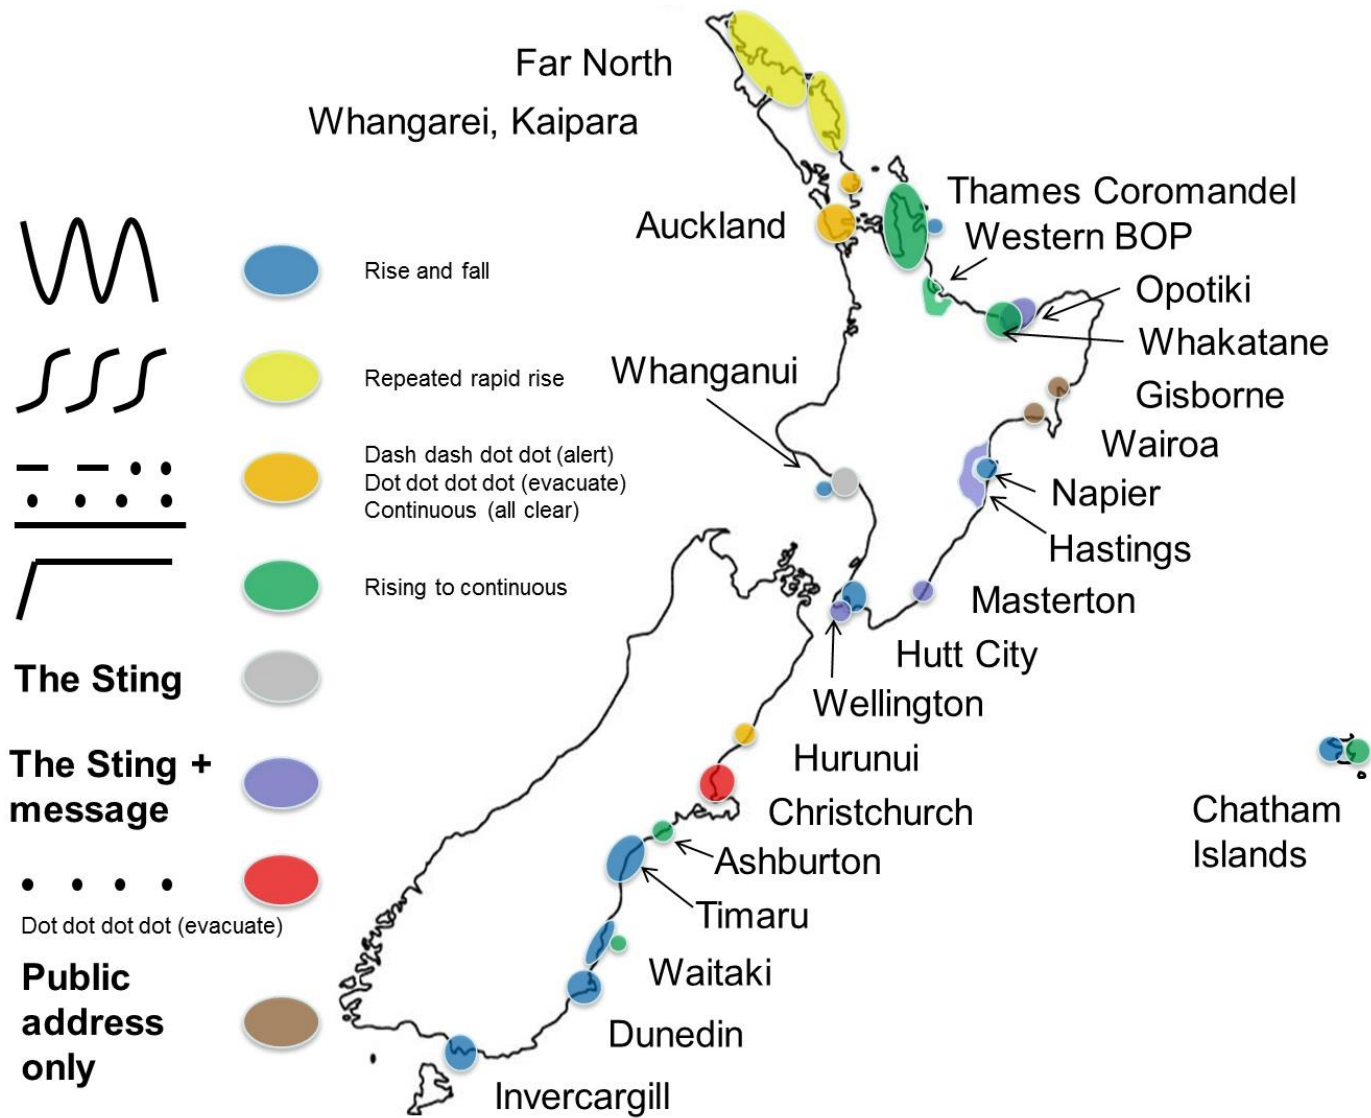 Far North
Whangarei, Kaipara
Thames Coromandel
Auckland
Western BOP
Opotiki
Whakatane
Whanganui
Gisborne
Wairoa
Napier
Hastings
Masterton
Hutt City
Wellington
Hurunui
Christchurch
Ashburton
Timaru
Waitaki
Dunedin
Invercargill
Chatham
Islands
Rise and fall
Repeated rapid rise
Dash dash dot dot (alert)
Dot dot dot dot (evacuate)
Continuous (all clear)
Rising to continuous
The Sting
The Sting +
message
Dot dot dot dot (evacuate)
Public
address
only